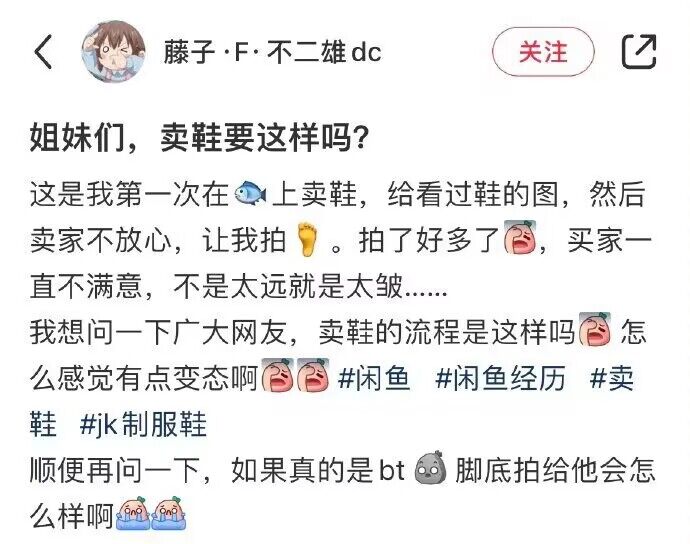 藤子 ·F· 不二雄dc
关注
姐妹们，卖鞋要这样吗?
这是我第一次在🐟上卖鞋，给看过鞋的图，然后
卖家不放心，让我拍🦶。拍了好多了，买家一
直不满意，不是太远就是太皱......
我想问一下广大网友，卖鞋的流程是这样吗 怎
么感觉有点变态啊 #闲鱼 #闲鱼经历 #卖
鞋 #jk制服鞋
顺便再问一下，如果真的是bt 脚底拍给他会怎
么样啊